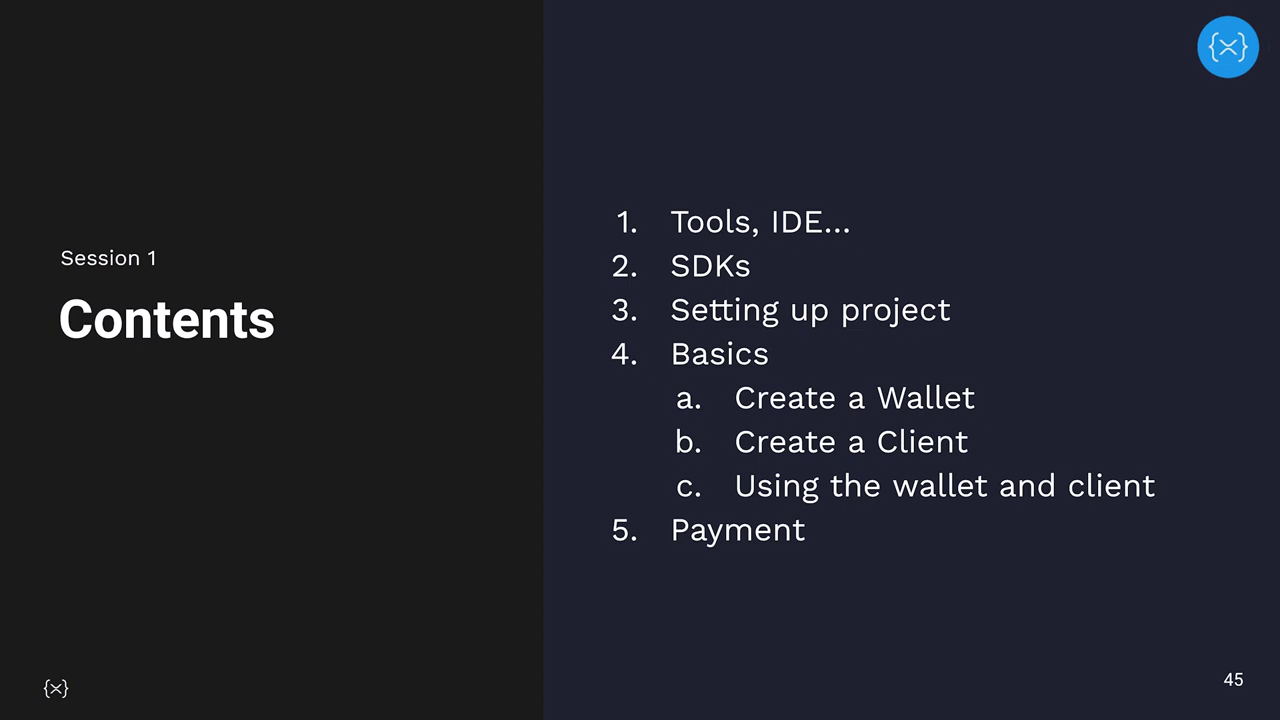 Session 1
Contents
1. Tools, IDE...
2. SDKs
3. Setting up project
4. Basics
a. Create a Wallet
b. Create a Client
c. Using the wallet and client
5. Payment
45